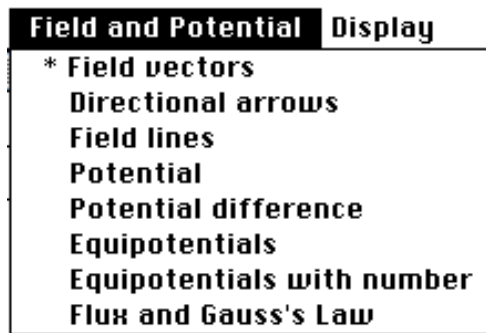 Field and Potential Display
* Field vectors
Directional arrows
Field lines
Potential
Potential difference
Equipotentials
Equipotentials with number
Flux and Gauss's Law